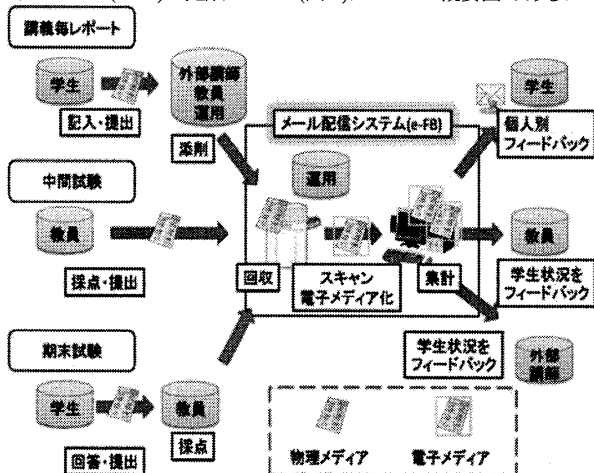 講義毎レポート
学生
記入・提出
外部講師
教員
運用
添削
メール配信システム(e-FB)
運用
学生
個人別
フィードバック
中間試験
教員
採点・提出
回収
スキャン
電子メディア化
集計
教員
学生状況を
フィードバック
期末試験
学生
回答・提出
教員
採点
学生状況を
フィードバック
外部
講師
物理メディア
電子メディア